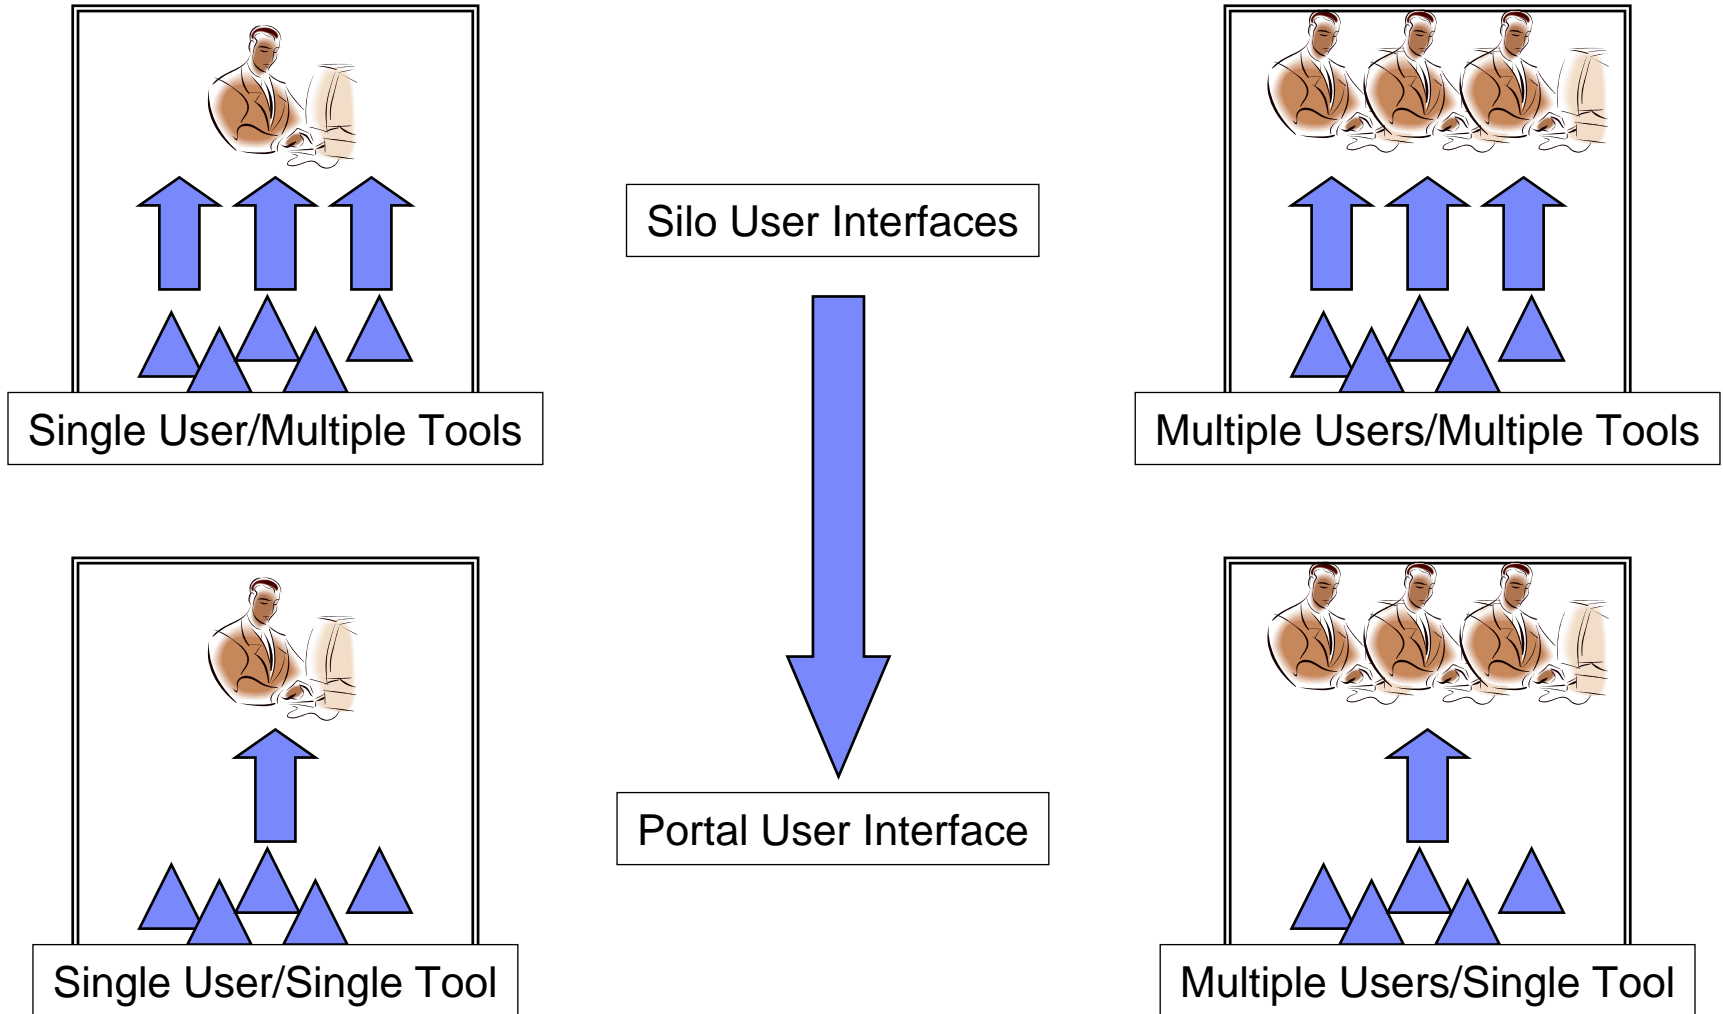 Silo User Interfaces
Single User/Multiple Tools
Multiple Users/Multiple Tools
Portal User Interface
Single User/Single Tool
Multiple Users/Single Tool